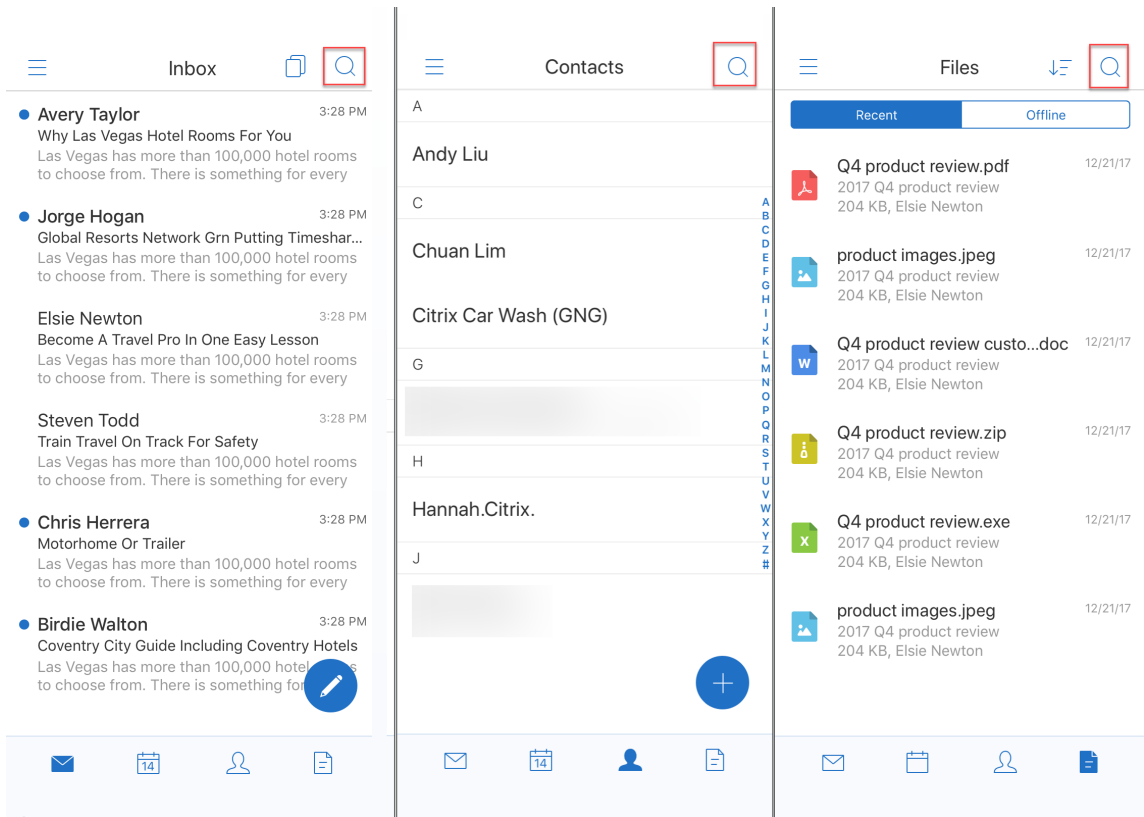 Inbox
Avery Taylor 3:28 PM
Why Las Vegas Hotel Rooms For You
Las Vegas has more than 100,000 hotel rooms
to choose from. There is something for every
Jorge Hogan 3:28 PM
Global Resorts Network Grn Putting Timeshar...
Las Vegas has more than 100,000 hotel rooms
to choose from. There is something for every
Elsie Newton 3:28 PM
Become A Travel Pro In One Easy Lesson
Las Vegas has more than 100,000 hotel rooms
to choose from. There is something for every
Steven Todd 3:28 PM
Train Travel On Track For Safety
Las Vegas has more than 100,000 hotel rooms
to choose from. There is something for every
Chris Herrera 3:28 PM
Motorhome Or Trailer
Las Vegas has more than 100,000 hotel rooms
to choose from. There is something for every
Birdie Walton 3:28 PM
Coventry City Guide Including Coventry Hotels
Las Vegas has more than 100,000 hotel
to choose from. There is something for
14
Contacts
A
Andy Liu
C
Chuan Lim
Citrix Car Wash (GNG)
G
H
Hannah.Citrix.
J
A
B
C
D
E
F
G
H
I
J
K
L
M
N
O
P
Q
R
S
T
U
V
W
X
Y
Z
#
14
Files
Recent Offline
Q4 product review.pdf 12/21/17
2017 Q4 product review
204 KB, Elsie Newton
product images.jpeg 12/21/17
2017 Q4 product review
204 KB, Elsie Newton
W
Q4 product review custo...doc 12/21/17
2017 Q4 product review
204 KB, Elsie Newton
Q4 product review.zip 12/21/17
2017 Q4 product review
204 KB, Elsie Newton
X
Q4 product review.exe 12/21/17
2017 Q4 product review
204 KB, Elsie Newton
product images.jpeg 12/21/17
2017 Q4 product review
204 KB, Elsie Newton